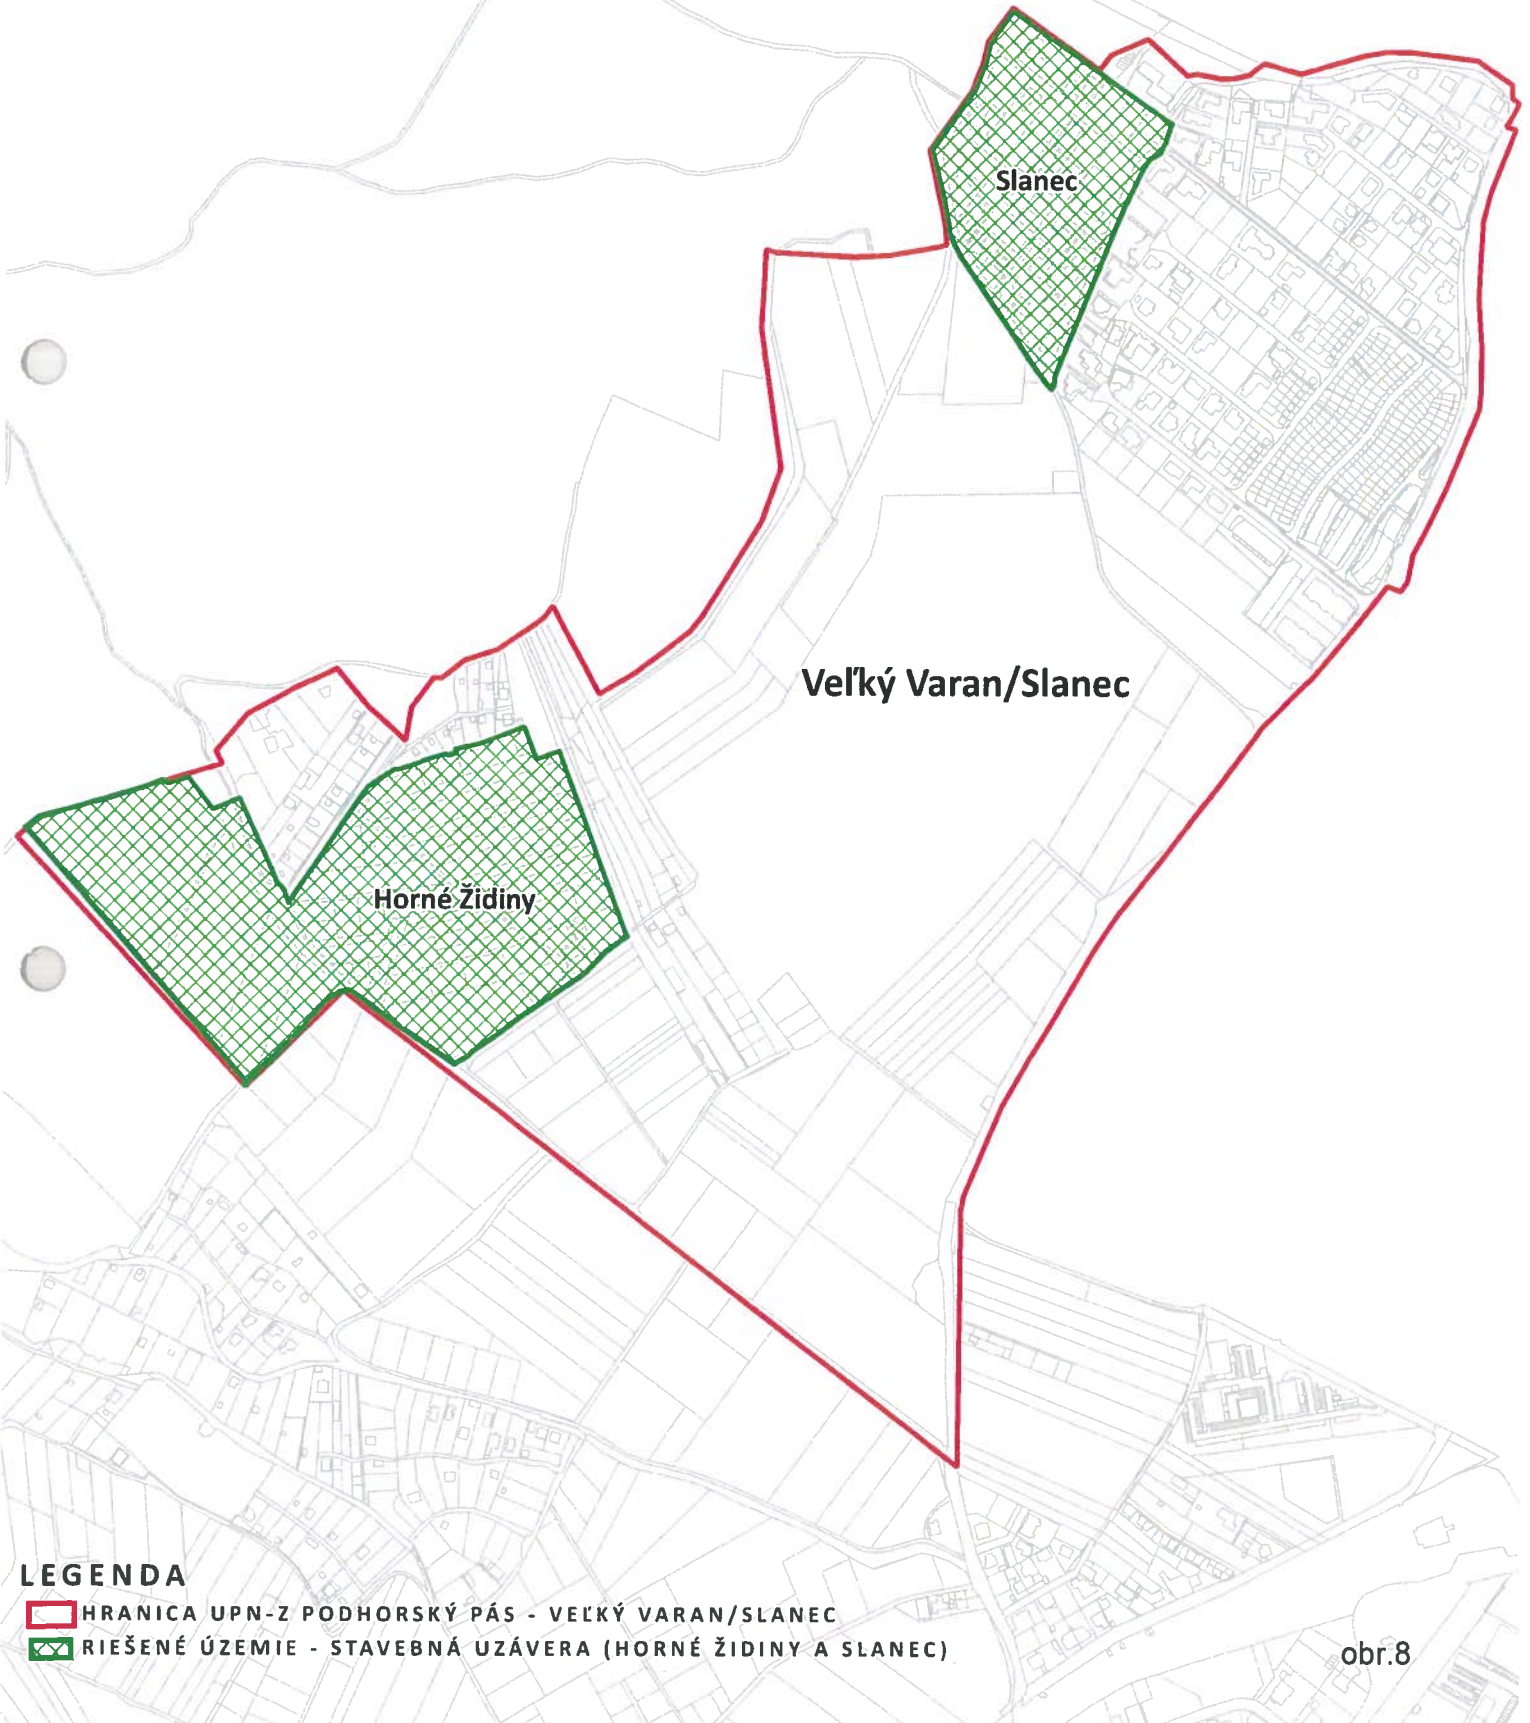 Slanec
Veľký Varan/Slanec
Horné Židiny
LEGENDA
HRANICA UPN-Z PODHORSKÝ PÁS - VEĽKÝ VARAN/SLANEC
RIEŠENÉ ÚZEMIE - STAVEBNÁ UZÁVERA (HORNÉ ŽIDINY A SLANEC)
obr.8